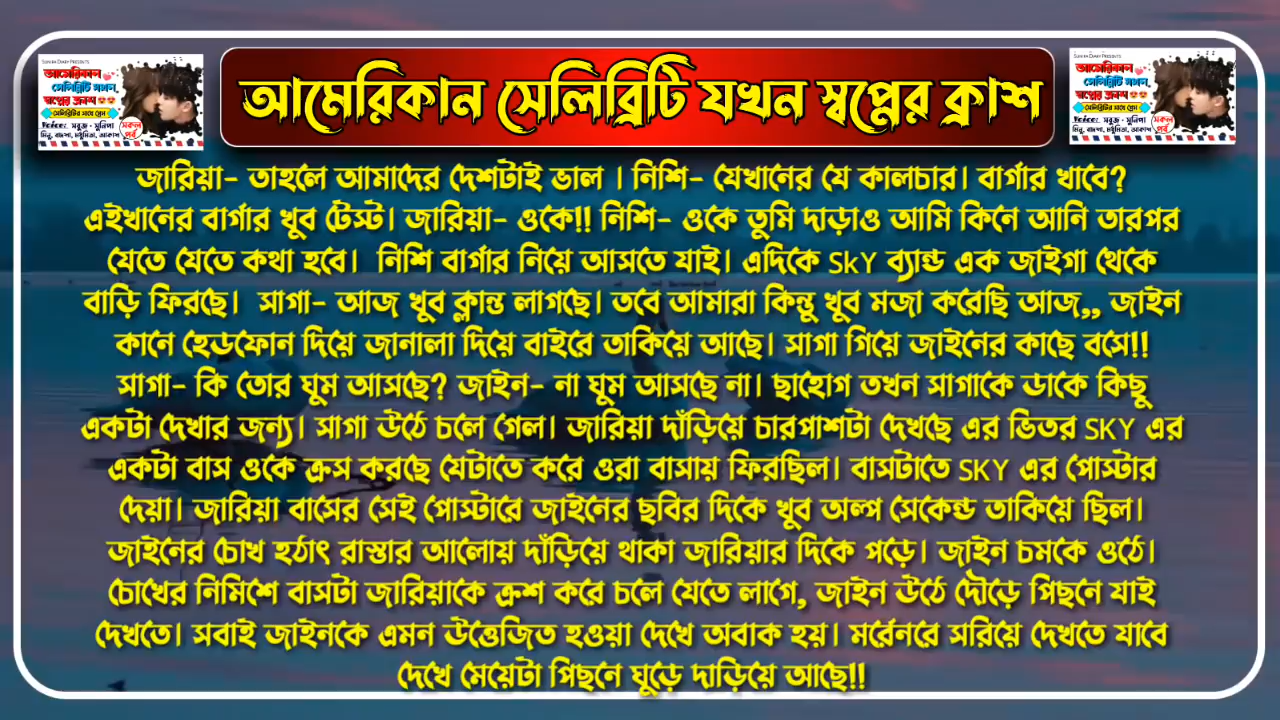 আমেরিকান সেলিব্রিটি যখন স্বপ্নের ক্রাশ
জারিয়া- তাহলে আমাদের দেশটাই ভাল । নিশি- যেখানের যে কালচার। বার্গার খাবে?
এইখানের বার্গার খুব টেস্ট। জারিয়া- ওকে!! নিশি- ওকে তুমি দাড়াও আমি কিনে আনি তারপর
যেতে যেতে কথা হবে। নিশি বার্গার নিয়ে আসতে যাই। এদিকে SKY ব্যান্ড এক জাইগা থেকে
বাড়ি ফিরছে। সাগা- আজ খুব ক্লান্ত লাগছে। তবে আমারা কিন্তু খুব মজা করেছি আজ,, জাইন
কানে হেডফোন দিয়ে জানালা দিয়ে বাইরে তাকিয়ে আছে। সাগা গিয়ে জাইনের কাছে বসে!!
সাগা- কি তোর ঘুম আসছে? জাইন- না ঘুম আসছে না। ছাহোগ তখন সাগাকে ডাকে কিছু
একটা দেখার জন্য। সাগা উঠে চলে গেল। জারিয়া দাঁড়িয়ে চারপাশটা দেখছে এর ভিতর SKY এর
একটা বাস ওকে ক্রস করছে যেটাতে করে ওরা বাসায় ফিরছিল। বাসটাতে SKY এর পোস্টার
দেয়া। জারিয়া বাসের সেই পোস্টারে জাইনের ছবির দিকে খুব অল্প সেকেন্ড তাকিয়ে ছিল।
জাইনের চোখ হঠাৎ রাস্তার আলোয় দাঁড়িয়ে থাকা জারিয়ার দিকে পড়ে। জাইন চমকে ওঠে।
চোখের নিমিশে বাসটা জারিয়াকে ক্রশ করে চলে যেতে লাগে, জাইন উঠে দৌড়ে পিছনে যাই
দেখতে। সবাই জাইনকে এমন উত্তেজিত হওয়া দেখে অবাক হয়। মর্রেনরে সরিয়ে দেখতে যাবে
দেখে মেয়েটা পিছনে ঘুড়ে দাড়িয়ে আছে!!